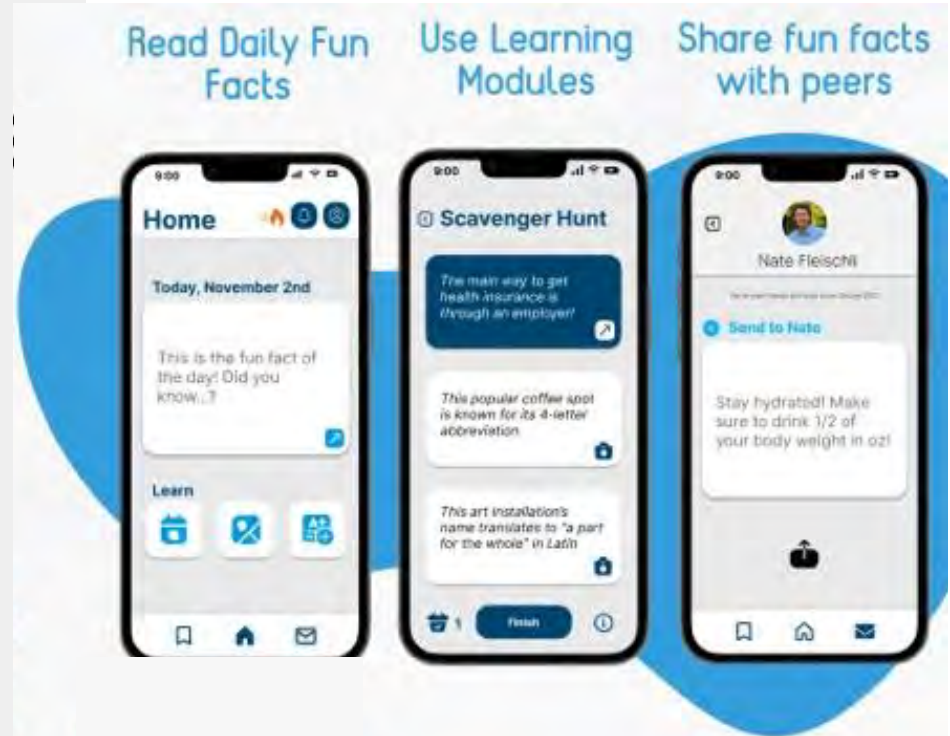 Read Daily Fun
Facts
Use Learning
Modules
Share fun facts
with peers
9:00
Home
Today, November 2nd
This is the fun fact of
the day! Did you
know...?
Learn
9:00
Scavenger Hunt
The main way to get
health insurance is
through an employer!
This popular coffee spot
is known for its 4-letter
abbreviation
This art installation's
name translates to "a part
for the whole" in Latin
1
Finish
9:00
Nate Fleischli
Send to Nate
Stay hydrated! Make
sure to drink 1/2 of
your body weight in oz!